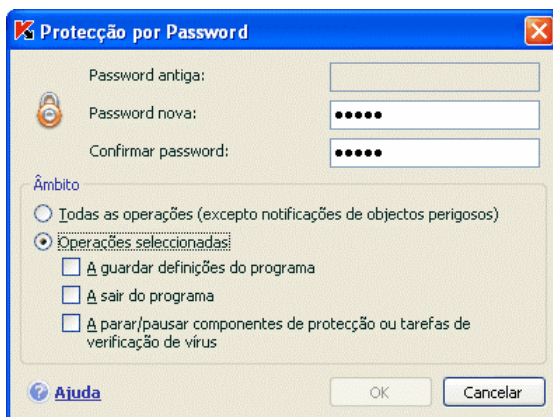 Protecção por Password
Password antiga:
Password nova:
●●●●●
Confirmar password:
●●●●●
Âmbito
Todas as operações (excepto notificações de objectos perigosos)
Operações seleccionadas
A guardar definições do programa
A sair do programa
A parar/pausar componentes de protecção ou tarefas de
verificação de vírus
Ajuda
OK
Cancelar